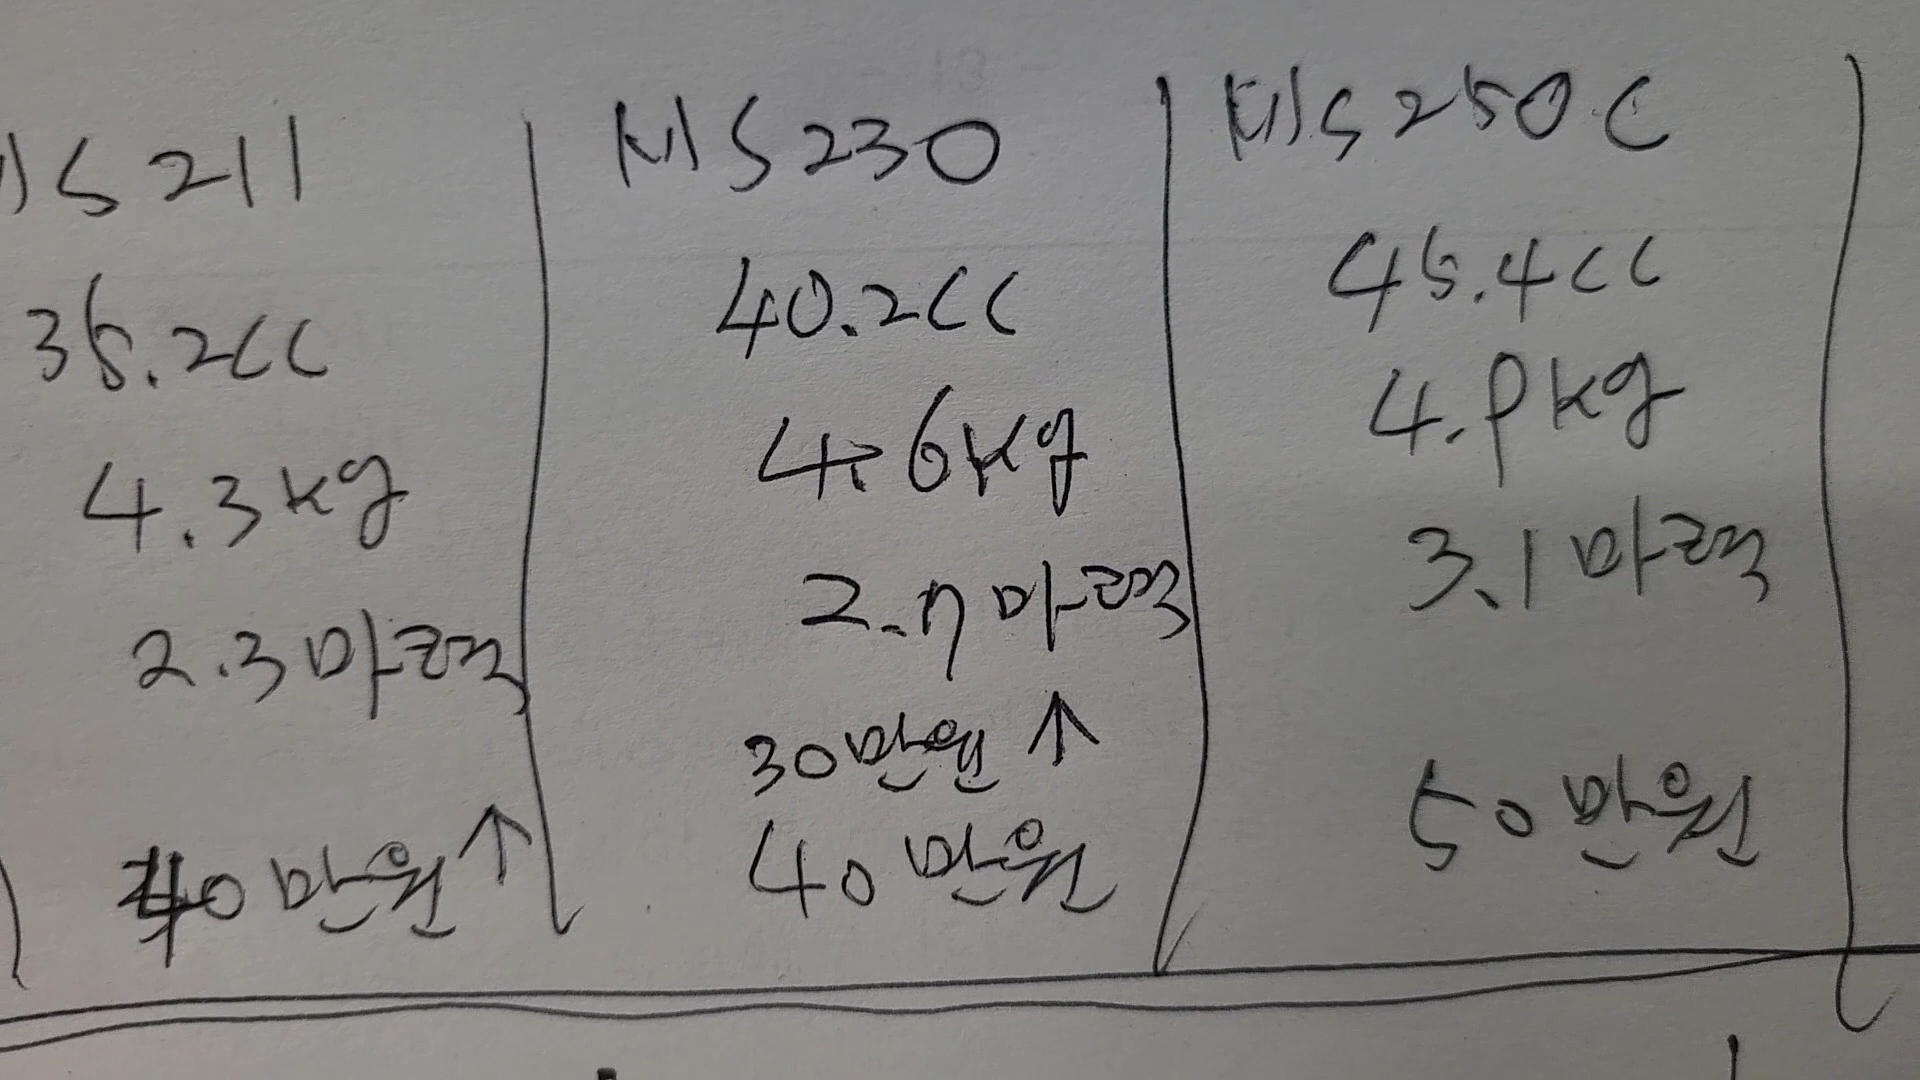 MS211
35.2cc
4.3kg
2.3마력
40만원↑
MS230
40.2cc
4.6kg
2.7마력
30만원↑
40만원
MS250C
45.4cc
4.9kg
3.1마력
50만원